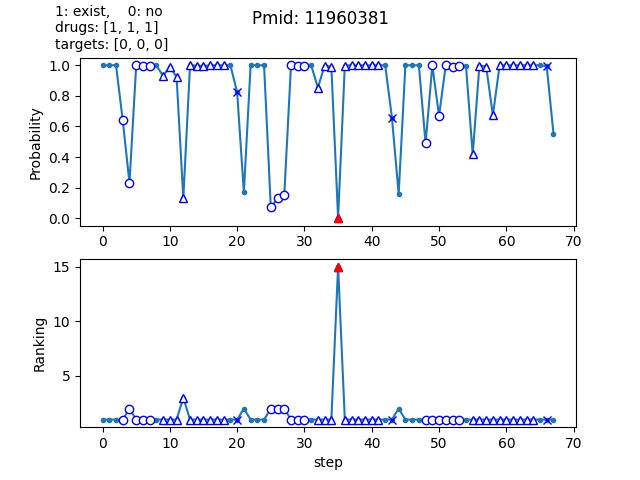 1: exist,    0: no
drugs: [1, 1, 1]
targets: [0, 0, 0]
Pmid: 11960381
Probability
1.0
0.8
0.6
0.4
0.2
0.0
0 10 20 30 40 50 60 70
Ranking
15
10
5
0 10 20 30 40 50 60 70
step